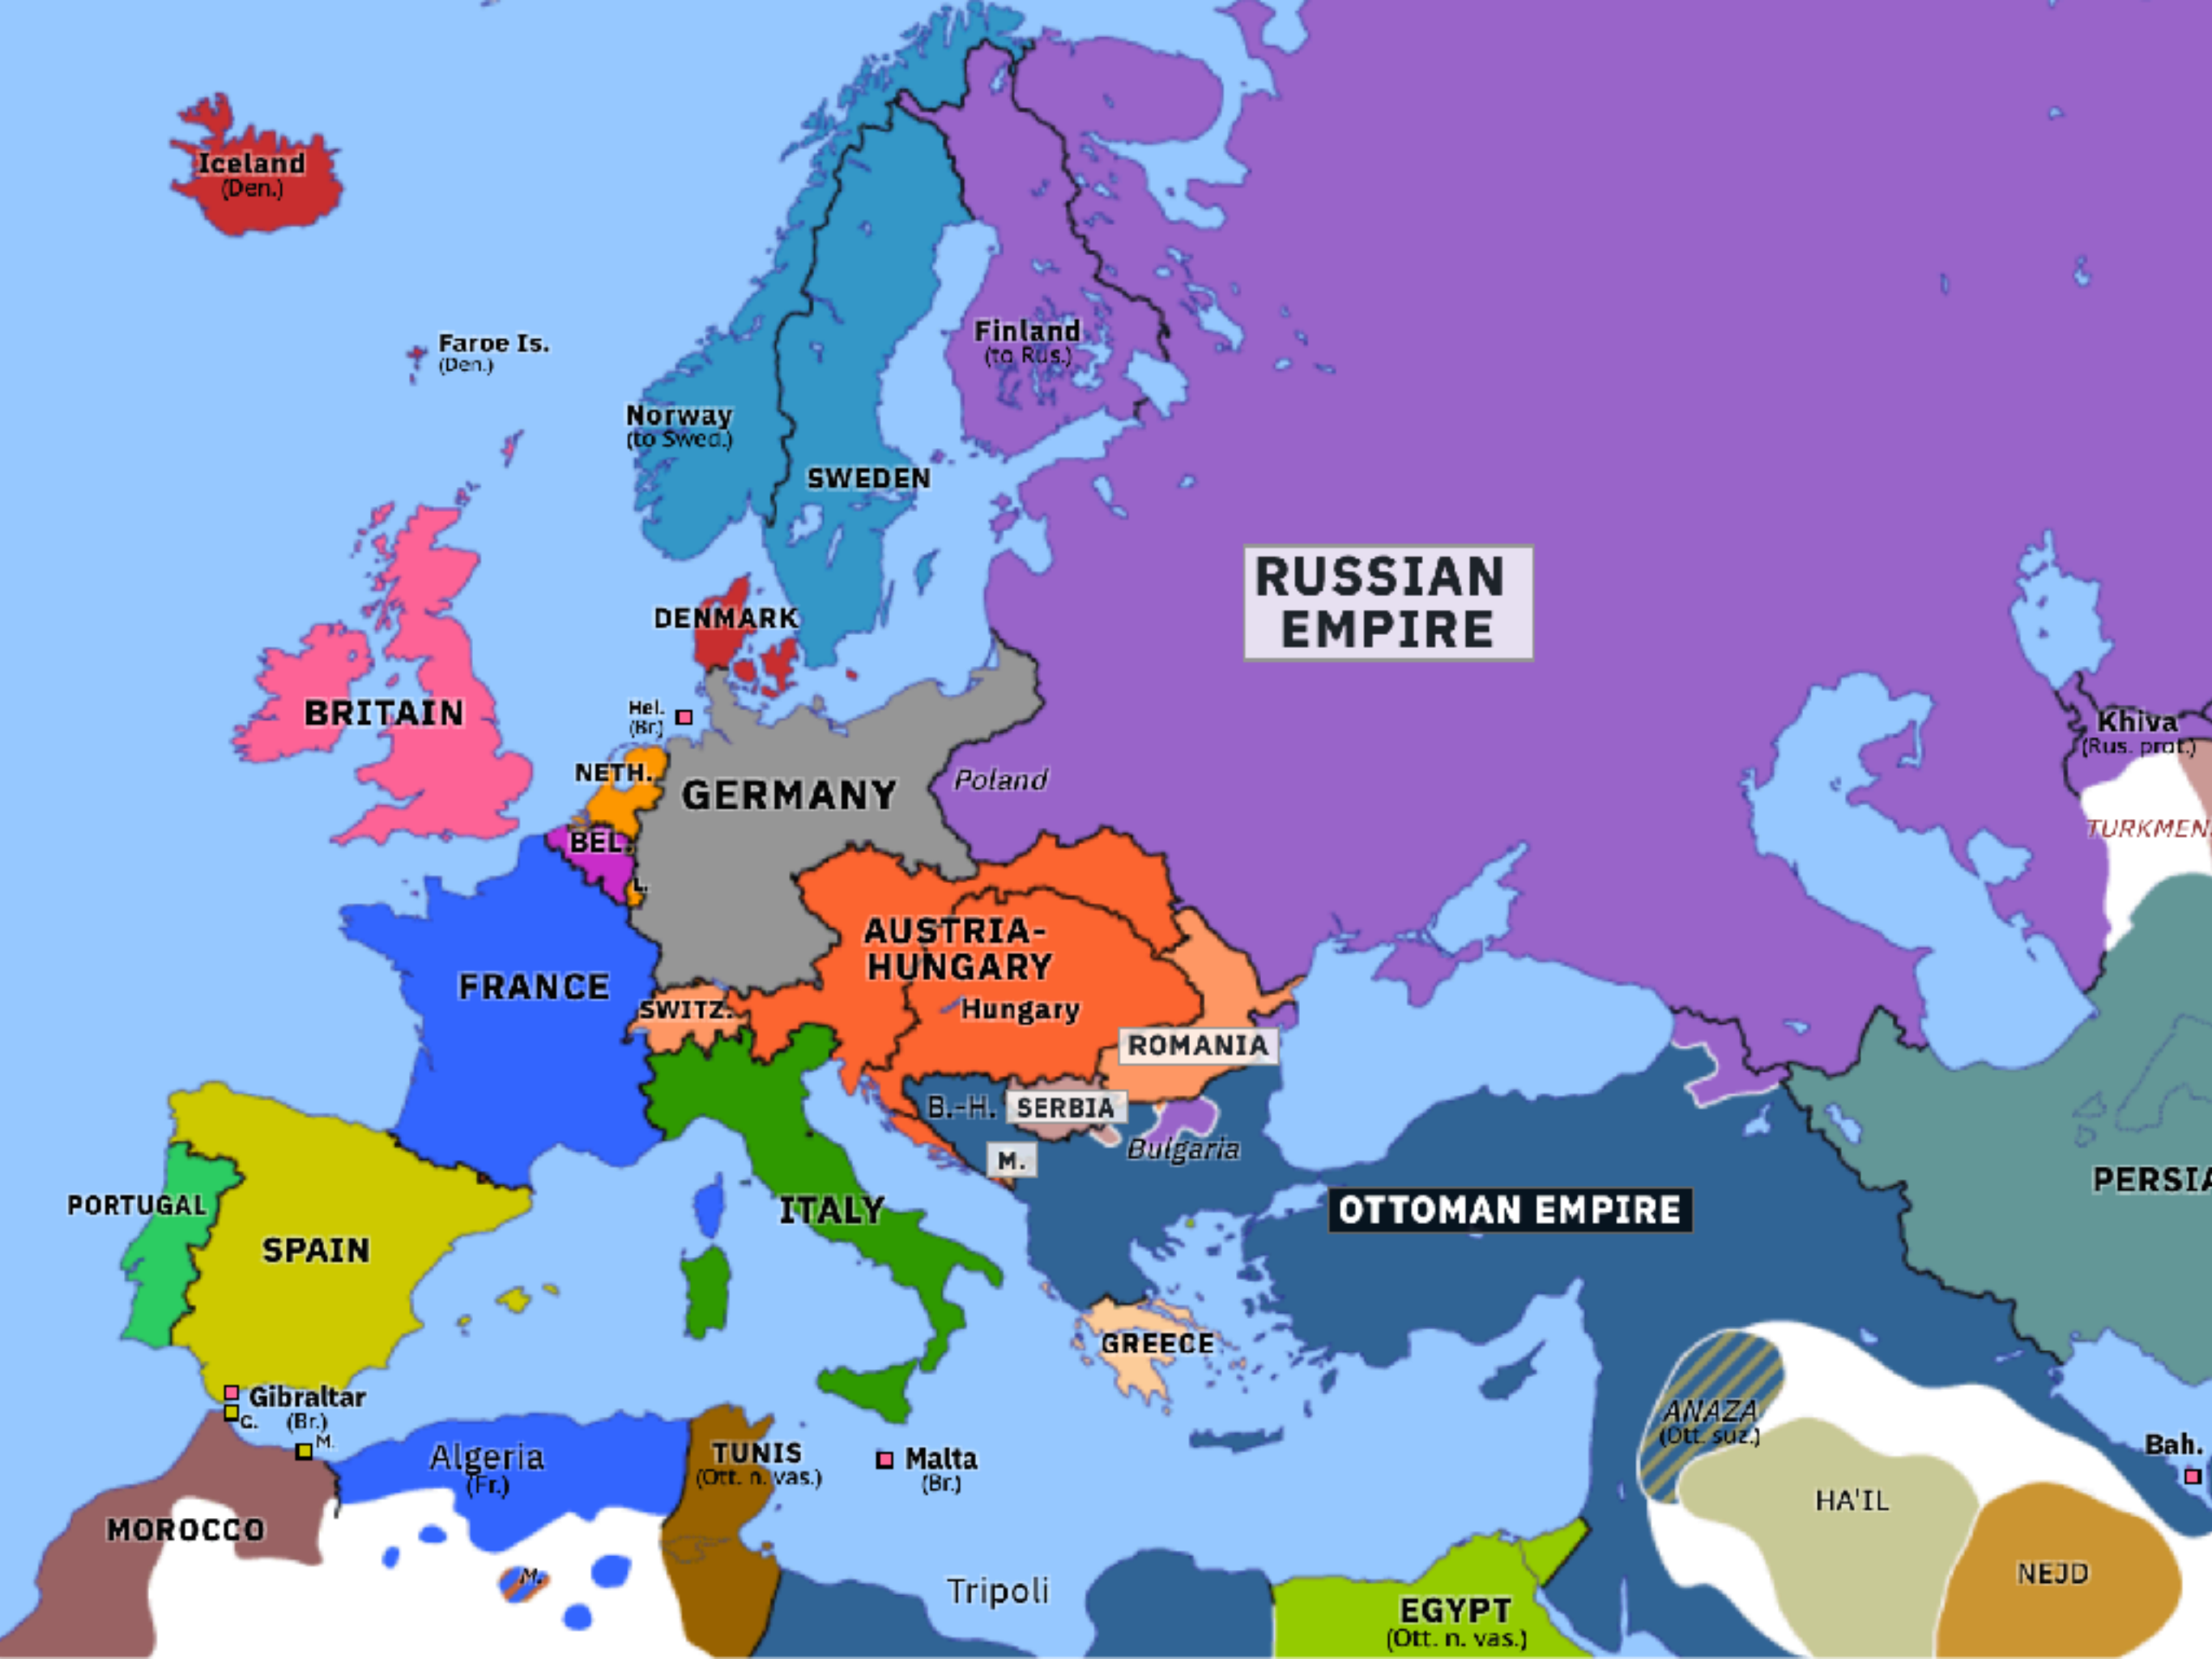 Iceland
(Den.)
Faroe Is.
(Den.)
Finland
(to Rus.)
Norway
(to Swed.)
SWEDEN
RUSSIAN
EMPIRE
DENMARK
BRITAIN
Hel.
(Br.)
Khiva
(Rus. prot.)
NETH.
GERMANY
Poland
TURKMEN
BEL.
L.
AUSTRIA-
HUNGARY
FRANCE
Hungary
SWITZ.
ROMANIA
B.-H.
SERBIA
Bulgaria
M.
PERSIA
PORTUGAL
ITALY
OTTOMAN EMPIRE
SPAIN
GREECE
Gibraltar
(Br.)
C.
M.
ANAZA
(Ott. suz.)
Algeria
(Fr.)
TUNIS
(Ott. n. vas.)
Malta
(Br.)
Bah.
HA'IL
MOROCCO
M.
NEJD
Tripoli
EGYPT
(Ott. n. vas.)